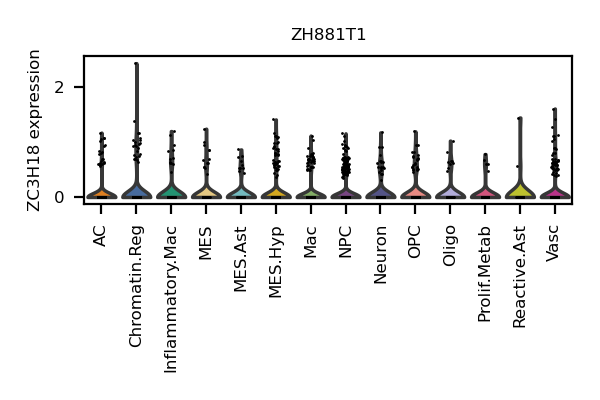 ZH881T1
ZC3H18 expression
2
0
AC
Chromatin.Reg
Inflammatory.Mac
MES
MES.Ast
MES.Hyp
Mac
NPC
Neuron
OPC
Oligo
Prolif.Metab
Reactive.Ast
Vasc